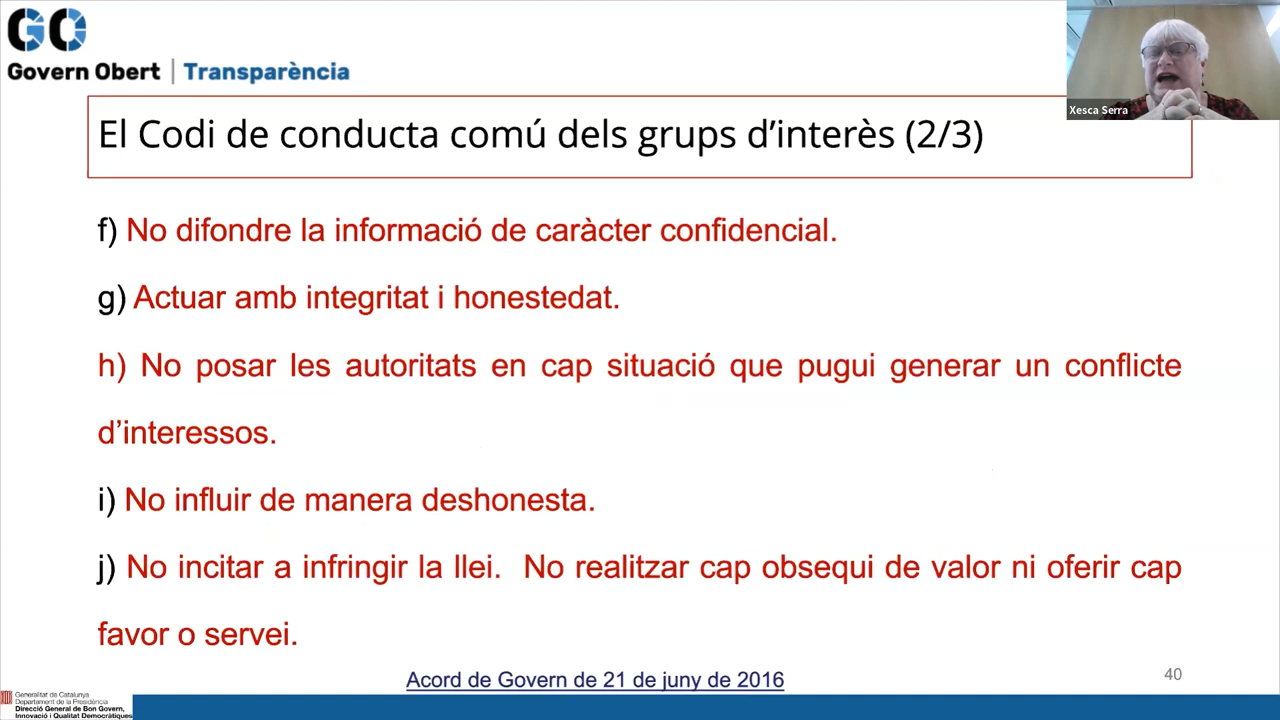 GO
Govern Obert | Transparència
Xesca Serra
El Codi de conducta comú dels grups d’interès (2/3)
f) No difondre la informació de caràcter confidencial.
g) Actuar amb integritat i honestedat.
h) No posar les autoritats en cap situació que pugui generar un conflicte
d’interessos.
i) No influir de manera deshonesta.
j) No incitar a infringir la llei. No realitzar cap obsequi de valor ni oferir cap
favor o servei.
Acord de Govern de 21 de juny de 2016
40
Generalitat de Catalunya
Departament de la Presidència
Direcció General de Bon Govern,
Innovació i Qualitat Democràtiques